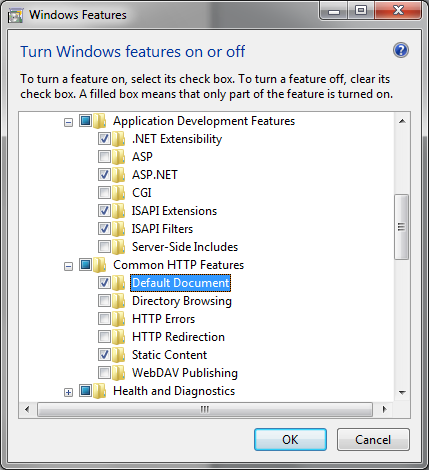 Windows Features
Turn Windows features on or off
To turn a feature on, select its check box. To turn a feature off, clear its
check box. A filled box means that only part of the feature is turned on.
Application Development Features
.NET Extensibility
ASP
ASP.NET
CGI
ISAPI Extensions
ISAPI Filters
Server-Side Includes
Common HTTP Features
Default Document
Directory Browsing
HTTP Errors
HTTP Redirection
Static Content
WebDAV Publishing
Health and Diagnostics
OK
Cancel